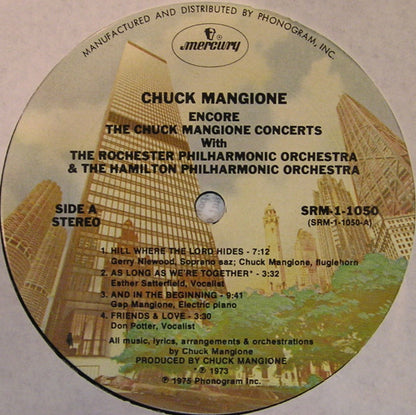 MANUFACTURED AND DISTRIBUTED BY PHONOGRAM, INC.
mercury
CHUCK MANGIONE
ENCORE
THE CHUCK MANGIONE CONCERTS
With
THE ROCHESTER PHILHARMONIC ORCHESTRA
& THE HAMILTON PHILHARMONIC ORCHESTRA
SIDE A
STEREO
SRM-1-1050
(SRM-1-1050-A)
1. HILL WHERE THE LORD HIDES - 7:12
Gerry Niewood, Soprano saz; Chuck Mangione, fluglehorn
2. AS LONG AS WE'RE TOGETHER* - 3:32
Esther Satterfield, Vocalist
3. AND IN THE BEGINNING - 9:41
Gap Mangione, Electric piano
4. FRIENDS & LOVE - 3:30
Don Potter, Vocalist
All music, lyrics, arrangements & orchestrations
by Chuck Mangione
PRODUCED BY CHUCK MANGIONE
* ℗ 1973
℗ 1975 Phonogram Inc.